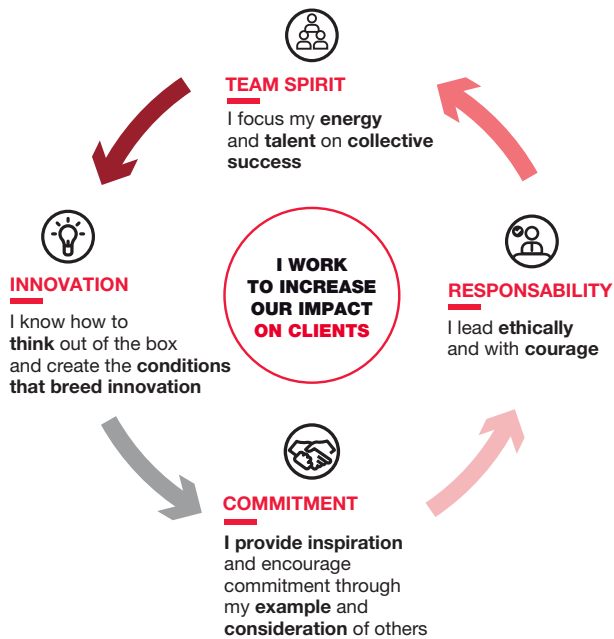 TEAM SPIRIT
I focus my energy
and talent on collective
success
INNOVATION
I know how to
think out of the box
and create the conditions
that breed innovation
I WORK
TO INCREASE
OUR IMPACT
ON CLIENTS
RESPONSABILITY
I lead ethically
and with courage
COMMITMENT
I provide inspiration
and encourage
commitment through
my example and
consideration of others